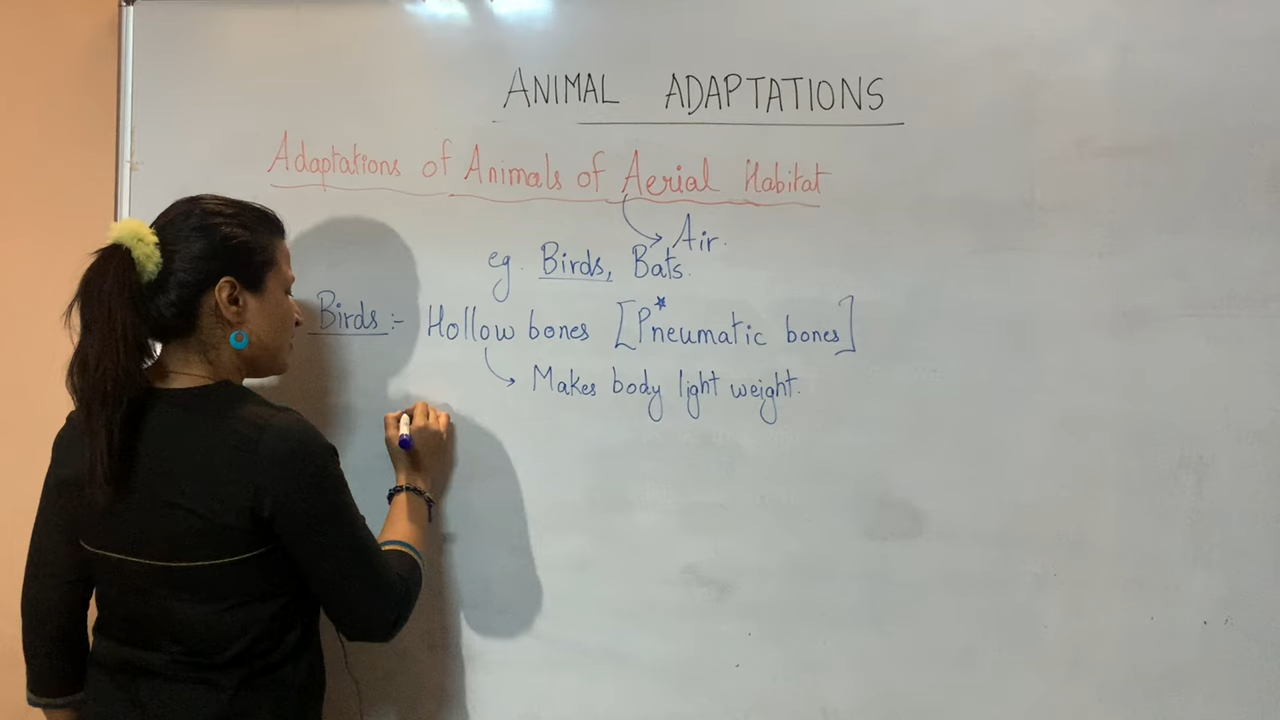 ANIMAL ADAPTATIONS
Adaptations of Animals of Aerial Habitat
Air.
eg. Birds, Bats.
Birds :- Hollow bones [Pneumatic bones]
Makes body light weight.